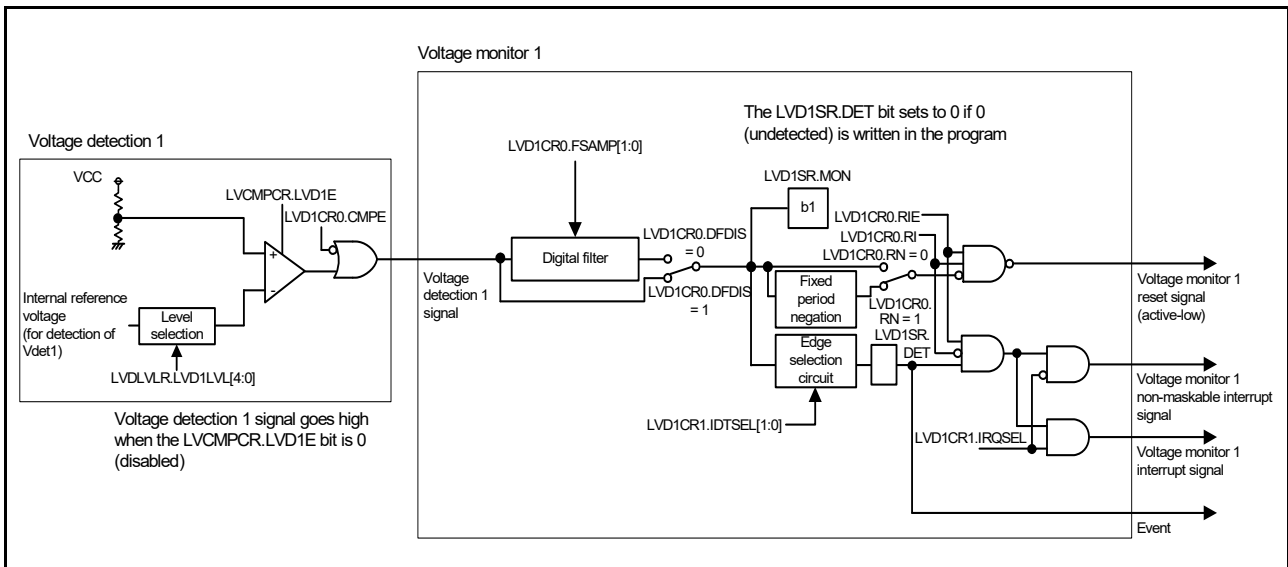 Voltage monitor 1
Voltage detection 1
VCC
LVCMPCR.LVD1E
LVD1CR0.CMPE
+
-
Internal reference
voltage
(for detection of
Vdet1)
Level
selection
LVDLVLR.LVD1LVL[4:0]
Voltage detection 1 signal goes high
when the LVCMPCR.LVD1E bit is 0
(disabled)
Voltage
detection 1
signal
LVD1CR0.FSAMP[1:0]
Digital filter
LVD1CR0.DFDIS
= 0
LVD1CR0.DFDIS
= 1
The LVD1SR.DET bit sets to 0 if 0
(undetected) is written in the program
LVD1SR.MON
b1
LVD1CR0.RIE
LVD1CR0.RI
LVD1CR0.RN = 0
Fixed
period
negation
LVD1CR0.
RN = 1
LVD1SR.
DET
Edge
selection
circuit
LVD1CR1.IDTSEL[1:0]
LVD1CR1.IRQSEL
Voltage monitor 1
reset signal
(active-low)
Voltage monitor 1
non-maskable interrupt
signal
Voltage monitor 1
interrupt signal
Event